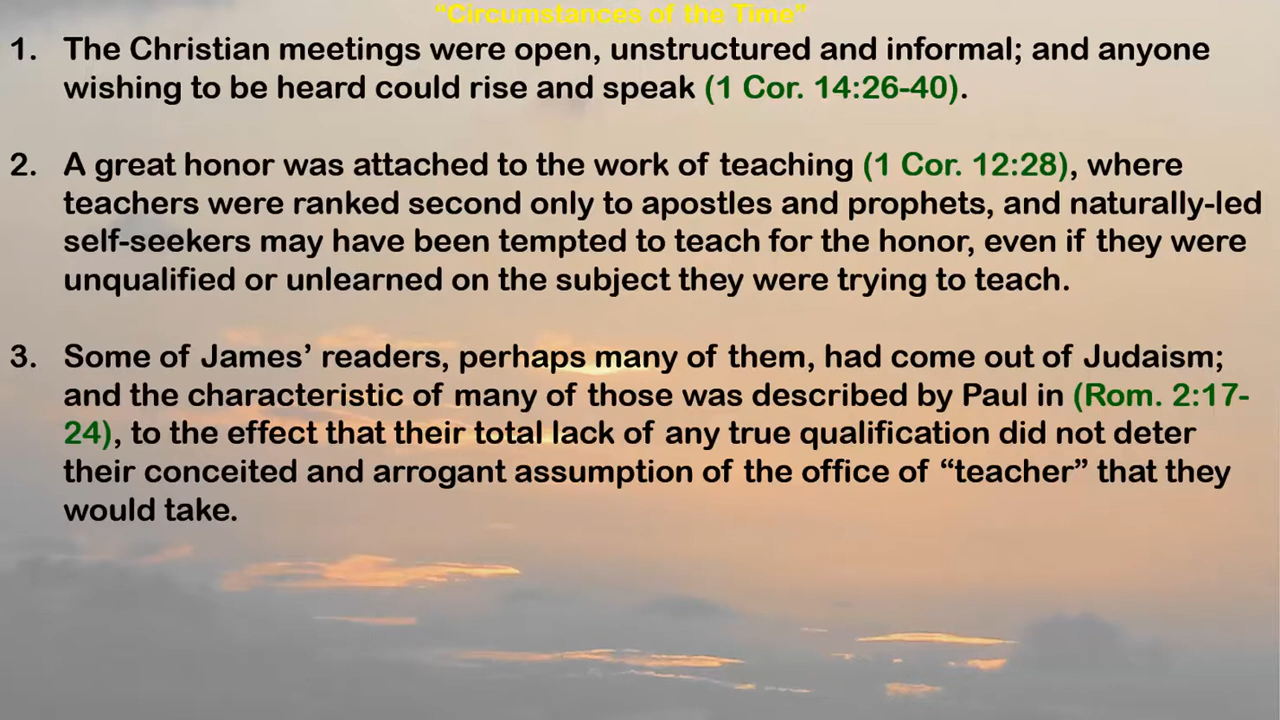 "Circumstances of the Time"
1. The Christian meetings were open, unstructured and informal; and anyone
wishing to be heard could rise and speak (1 Cor. 14:26-40).
2. A great honor was attached to the work of teaching (1 Cor. 12:28), where
teachers were ranked second only to apostles and prophets, and naturally-led
self-seekers may have been tempted to teach for the honor, even if they were
unqualified or unlearned on the subject they were trying to teach.
3. Some of James’ readers, perhaps many of them, had come out of Judaism;
and the characteristic of many of those was described by Paul in (Rom. 2:17-
24), to the effect that their total lack of any true qualification did not deter
their conceited and arrogant assumption of the office of “teacher” that they
would take.